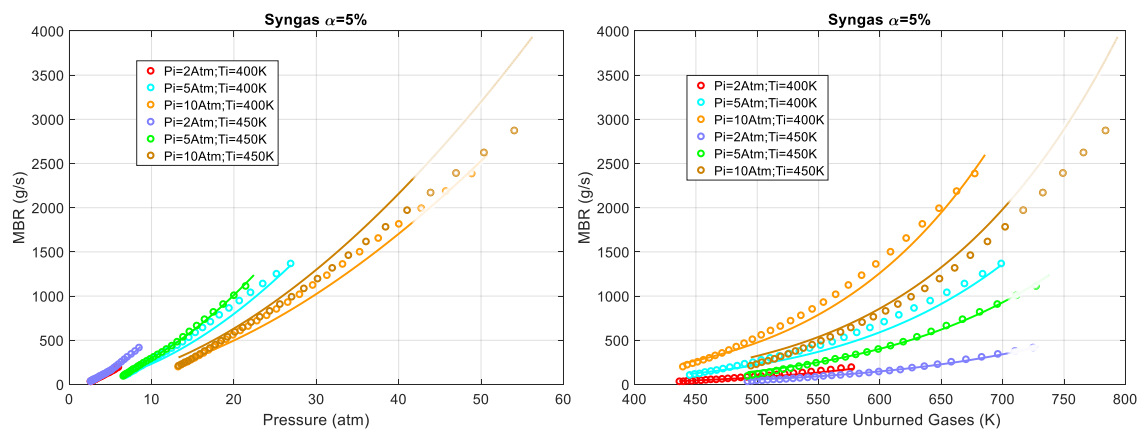 Syngas α=5%
4000
3500
3000
2500
2000
1500
1000
500
0
MBR (g/s)
Pi=2Atm;Ti=400K
Pi=5Atm;Ti=400K
Pi=10Atm;Ti=400K
Pi=2Atm;Ti=450K
Pi=5Atm;Ti=450K
Pi=10Atm;Ti=450K
0 10 20 30 40 50 60
Pressure (atm)
Syngas α=5%
4000
3500
3000
2500
2000
1500
1000
500
0
MBR (g/s)
Pi=2Atm;Ti=400K
Pi=5Atm;Ti=400K
Pi=10Atm;Ti=400K
Pi=2Atm;Ti=450K
Pi=5Atm;Ti=450K
Pi=10Atm;Ti=450K
400 450 500 550 600 650 700 750 800
Temperature Unburned Gases (K)